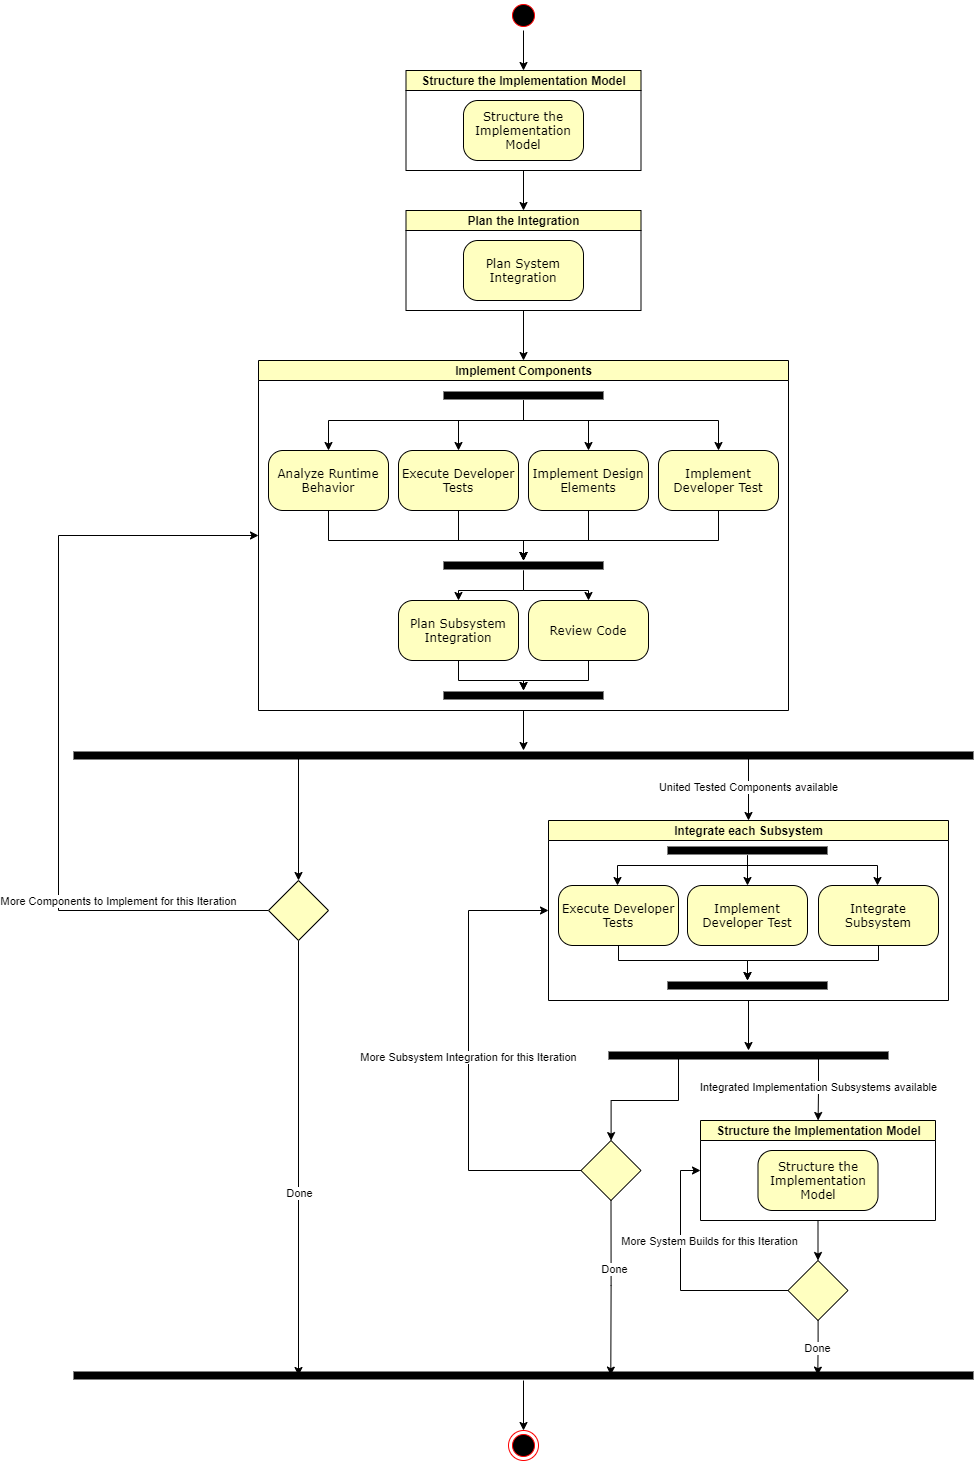 Structure the Implementation Model
Structure the
Implementation
Model
Plan the Integration
Plan System
Integration
Implement Components
Analyze Runtime
Behavior
Execute Developer
Tests
Implement Design
Elements
Implement
Developer Test
Plan Subsystem
Integration
Review Code
United Tested Components available
Integrate each Subsystem
Execute Developer
Tests
Implement
Developer Test
Integrate
Subsystem
More Components to Implement for this Iteration
More Subsystem Integration for this Iteration
Integrated Implementation Subsystems available
Structure the Implementation Model
Structure the
Implementation
Model
Done
More System Builds for this Iteration
Done
Done